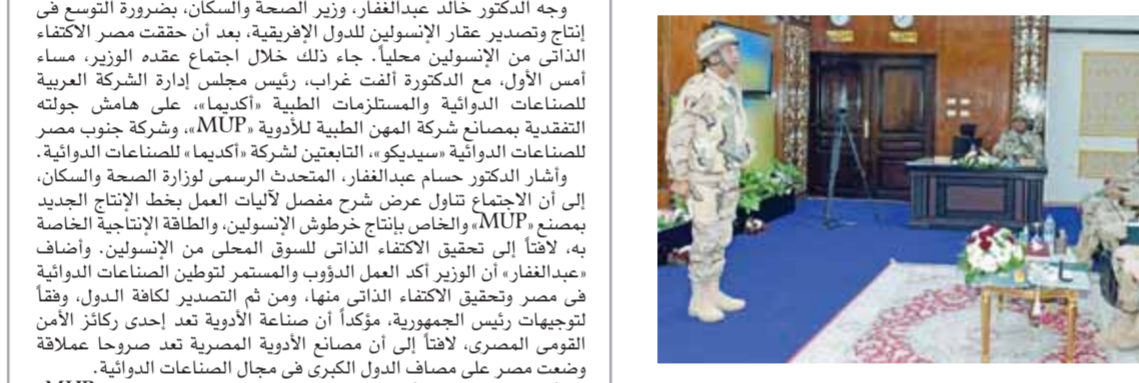 وجه الدكتور خالد عبدالغفار، وزير الصحة والسكان، بضرورة التوسع فى
إنتاج وتصدير عقار الإنسولين للدول الإفريقية، بعد أن حققت مصر الاكتفاء
الذاتى من الإنسولين محلياً. جاء ذلك خلال اجتماع عقده الوزير، مساء
أمس الأول، مع الدكتورة ألفت غراب، رئيس مجلس إدارة الشركة العربية
للصناعات الدوائية والمستلزمات الطبية «أكديما»، على هامش جولته
التفقدية بمصانع شركة المهن الطبية للأدوية «MUP»، وشركة جنوب مصر
للصناعات الدوائية «سيديكو»، التابعتين لشركة «أكديما» للصناعات الدوائية.
وأشار الدكتور حسام عبدالغفار، المتحدث الرسمى لوزارة الصحة والسكان،
إلى أن الاجتماع تناول عرض شرح مفصل لآليات العمل بخط الإنتاج الجديد
بمصنع «MUP» والخاص بإنتاج خرطوش الإنسولين، والطاقة الإنتاجية الخاصة
به، لافتاً إلى تحقيق الاكتفاء الذاتى للسوق المحلى من الإنسولين. وأضاف
«عبدالغفار» أن الوزير أكد العمل الدؤوب والمستمر لتوطين الصناعات الدوائية
فى مصر وتحقيق الاكتفاء الذاتى منها، ومن ثم التصدير لكافة الدول، وفقاً
لتوجيهات رئيس الجمهورية، مؤكداً أن صناعة الأدوية تعد إحدى ركائز الأمن
القومى المصرى، لافتاً إلى أن مصانع الأدوية المصرية تعد صروحا عملاقة
وضعت مصر على مصاف الدول الكبرى فى مجال الصناعات الدوائية.